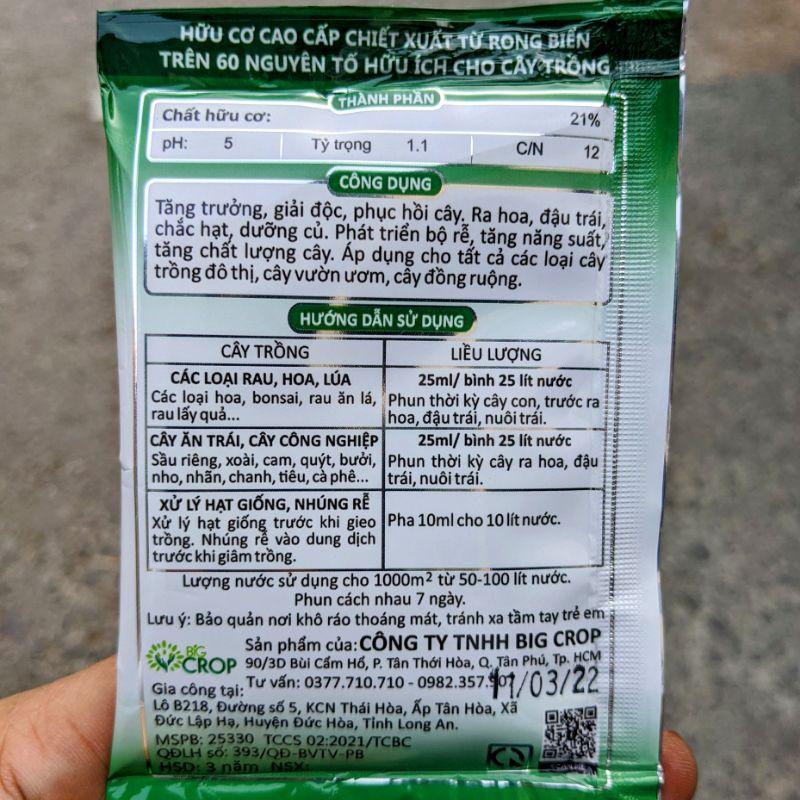 HỮU CƠ CAO CẤP CHIẾT XUẤT TỪ RONG BIỂN
TRÊN 60 NGUYÊN TỐ HỮU ÍCH CHO CÂY TRỒNG
THÀNH PHẦN
Chất hữu cơ: 21%
pH: 5 Tỷ trọng 1.1 C/N 12
CÔNG DỤNG
Tăng trưởng, giải độc, phục hồi cây. Ra hoa, đậu trái,
chắc hạt, dưỡng củ. Phát triển bộ rễ, tăng năng suất,
tăng chất lượng cây. Áp dụng cho tất cả các loại cây
trồng đô thị, cây vườn ươm, cây đồng ruộng.
HƯỚNG DẪN SỬ DỤNG
CÂY TRỒNG LIỀU LƯỢNG
CÁC LOẠI RAU, HOA, LÚA
Các loại hoa, bonsai, rau ăn lá,
rau lấy quả...
25ml/ bình 25 lít nước
Phun thời kỳ cây con, trước ra
hoa, đậu trái, nuôi trái.
CÂY ĂN TRÁI, CÂY CÔNG NGHIỆP
Sầu riêng, xoài, cam, quýt, bưởi,
nho, nhãn, chanh, tiêu, cà phê...
25ml/ bình 25 lít nước
Phun thời kỳ cây ra hoa, đậu
trái, nuôi trái.
XỬ LÝ HẠT GIỐNG, NHÚNG RỄ
Xử lý hạt giống trước khi gieo
trồng. Nhúng rễ vào dung dịch
trước khi giâm trồng.
Pha 10ml cho 10 lít nước.
Lượng nước sử dụng cho 1000m² từ 50-100 lít nước.
Phun cách nhau 7 ngày.
Lưu ý: Bảo quản nơi khô ráo thoáng mát, tránh xa tầm tay trẻ em
BIG
CROP
Sản phẩm của: CÔNG TY TNHH BIG CROP
90/3D Bùi Cẩm Hổ, P. Tân Thới Hòa, Q. Tân Phú, Tp. HCM
Tư vấn: 0377.710.710 - 0982.357.
11/03/22
Gia công tại:
Lô B218, Đường số 5, KCN Thái Hòa, Ấp Tân Hòa, Xã
Đức Lập Hạ, Huyện Đức Hòa, Tỉnh Long An.
MSPB: 25330 TCCS 02:2021/TCBC
QĐLH số: 393/QĐ-BVTV-PB
HSD: 3 năm NSX: